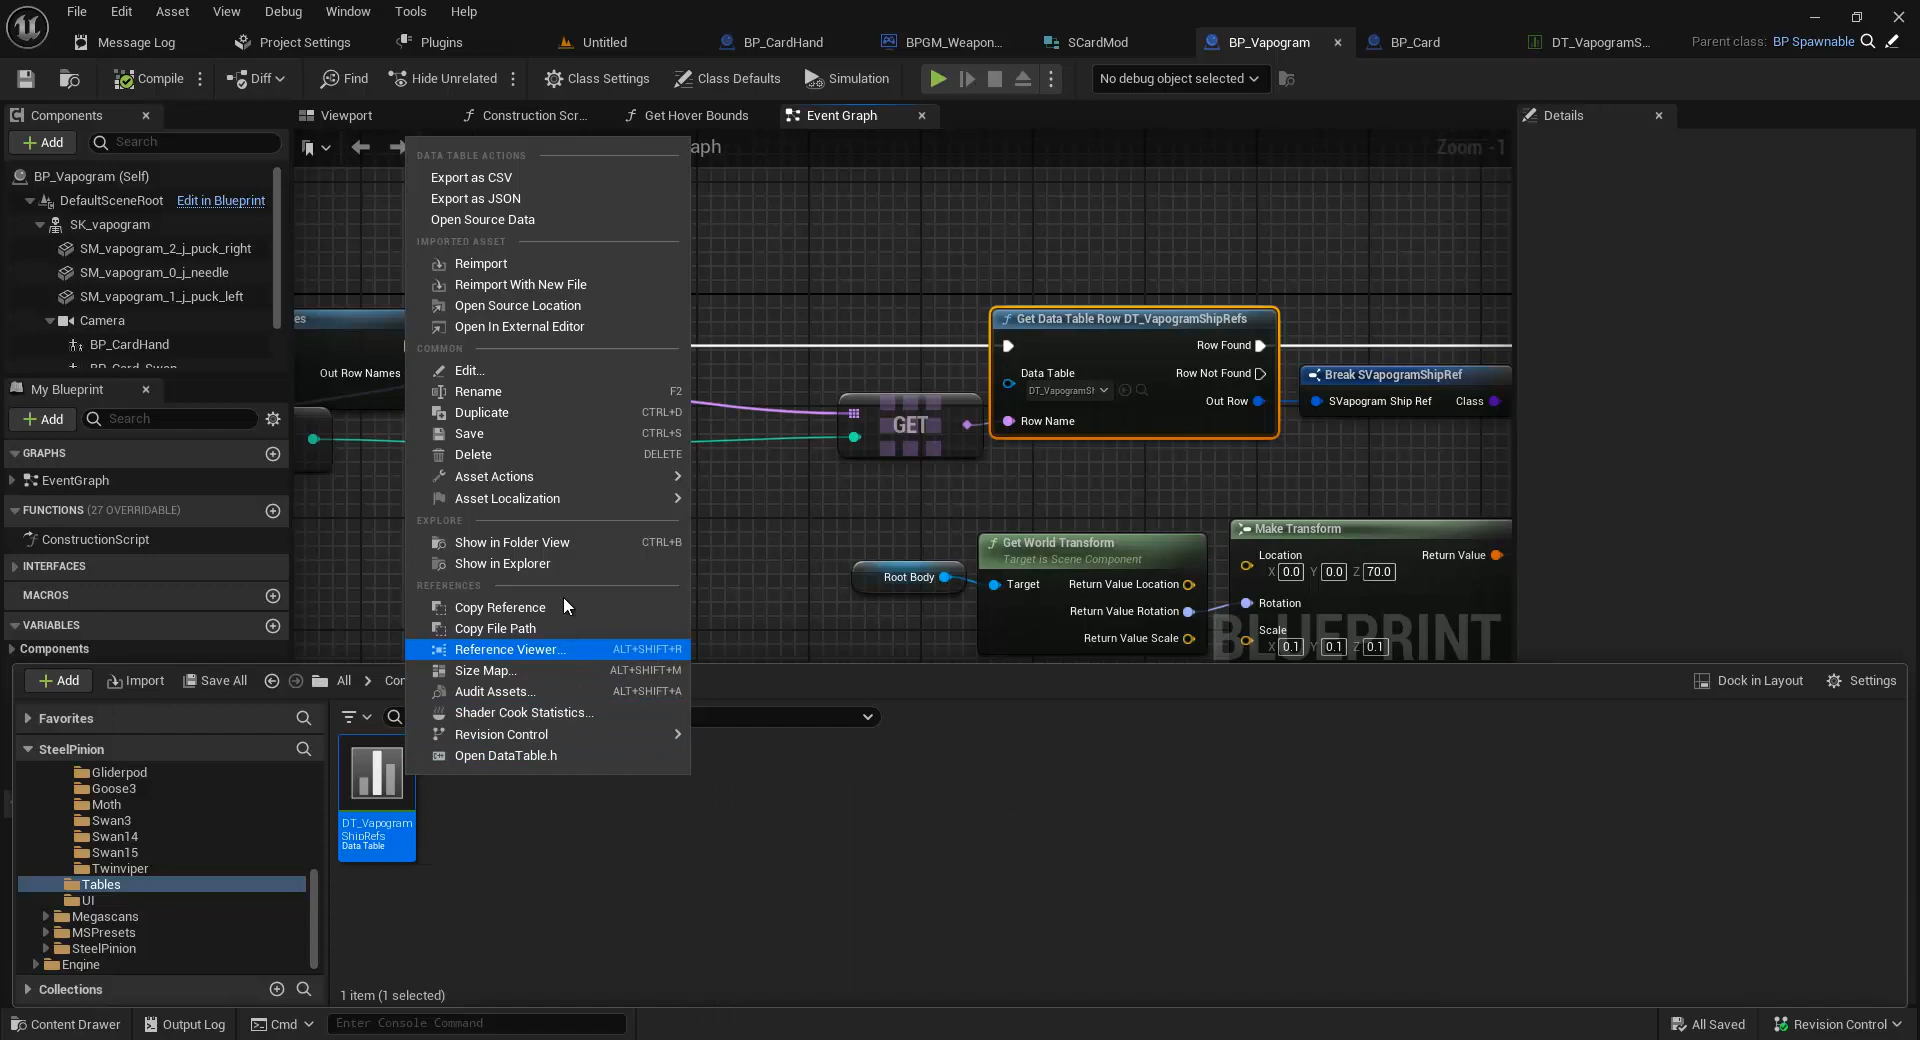 File Edit Asset View Debug Window Tools Help
Message Log Project Settings Plugins Untitled BP_CardHand BPGM_Weapon... SCardMod BP_Vapogram BP_Card DT_VapogramS... Parent class: BP Spawnable
Compile Diff Find Hide Unrelated Class Settings Class Defaults Simulation No debug object selected
Components
Add Search
BP_Vapogram (Self)
DefaultSceneRoot Edit in Blueprint
SK_vapogram
SM_vapogram_2_j_puck_right
SM_vapogram_0_j_needle
SM_vapogram_1_j_puck_left
Camera
BP_CardHand
BP_Card_Swap
My Blueprint
Add Search
GRAPHS
EventGraph
FUNCTIONS (27 OVERRIDABLE)
ConstructionScript
INTERFACES
MACROS
VARIABLES
Components
Viewport Construction Scr... Get Hover Bounds Event Graph
aph
Zoom -1
es
Out Row Names
DATA TABLE ACTIONS
Export as CSV
Export as JSON
Open Source Data
IMPORTED ASSET
Reimport
Reimport With New File
Open Source Location
Open In External Editor
COMMON
Edit...
Rename F2
Duplicate CTRL+D
Save CTRL+S
Delete DELETE
Asset Actions
Asset Localization
EXPLORE
Show in Folder View CTRL+B
Show in Explorer
REFERENCES
Copy Reference
Copy File Path
Reference Viewer... ALT+SHIFT+R
Size Map... ALT+SHIFT+M
Audit Assets... ALT+SHIFT+A
Shader Cook Statistics...
Revision Control
Open DataTable.h
GET
Get Data Table Row DT_VapogramShipRefs
Row Found
Data Table Row Not Found
DT_VapogramSh
Out Row
Row Name
Break SVapogramShipRef
SVapogram Ship Ref Class
Root Body
Get World Transform
Target is Scene Component
Target Return Value Location
Return Value Rotation
Return Value Scale
Make Transform
Location Return Value
X 0.0 Y 0.0 Z 70.0
Rotation
Scale
X 0.1 Y 0.1 Z 0.1
BLUEPRINT
Details
Add Import Save All All Con
Dock in Layout Settings
Favorites
SteelPinion
Gliderpod
Goose3
Moth
Swan3
Swan14
Swan15
Twinviper
Tables
UI
Megascans
MSPresets
SteelPinion
Engine
Collections
DT_Vapogram
ShipRefs
Data Table
1 item (1 selected)
Content Drawer Output Log Cmd Enter Console Command All Saved Revision Control